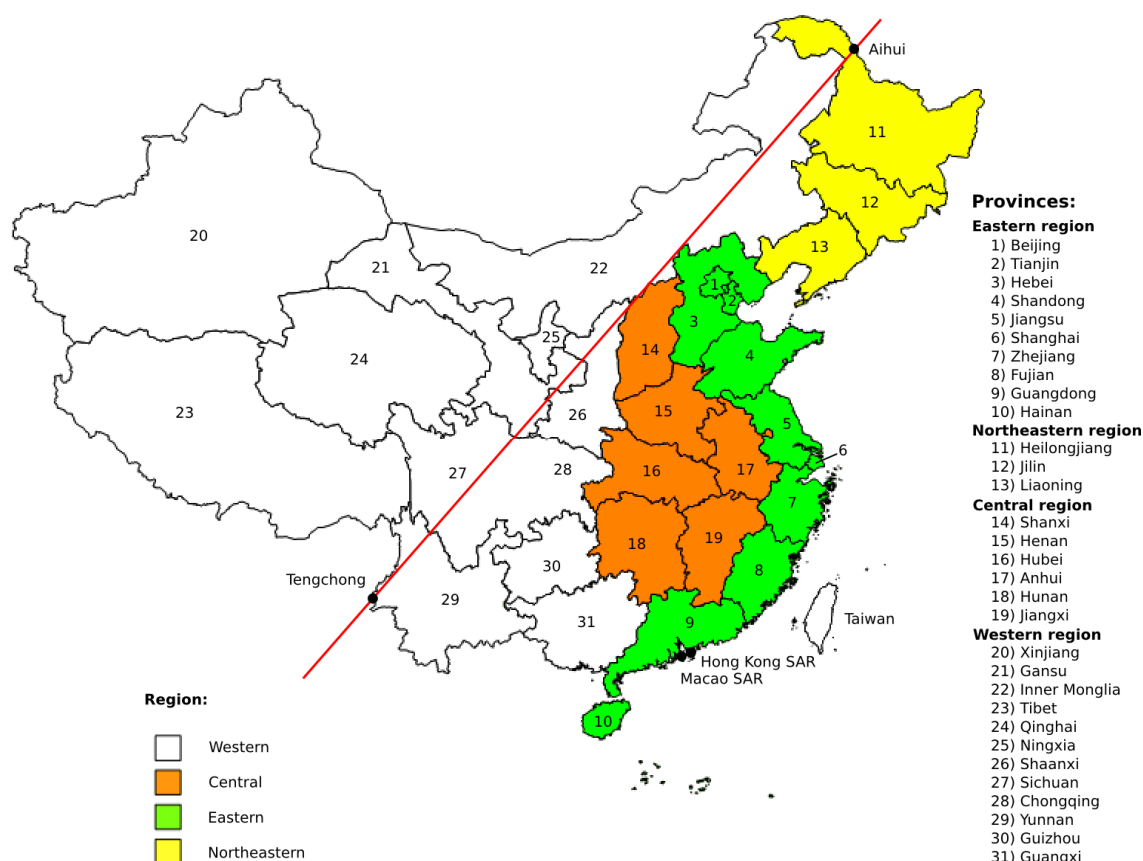 Aihui
11
Provinces:
Eastern region
1) Beijing
2) Tianjin
3) Hebei
4) Shandong
5) Jiangsu
6) Shanghai
7) Zhejiang
8) Fujian
9) Guangdong
10) Hainan
Northeastern region
11) Heilongjiang
12) Jilin
13) Liaoning
Central region
14) Shanxi
15) Henan
16) Hubei
17) Anhui
18) Hunan
19) Jiangxi
Western region
20) Xinjiang
21) Gansu
22) Inner Monglia
23) Tibet
24) Qinghai
25) Ningxia
26) Shaanxi
27) Sichuan
28) Chongqing
29) Yunnan
30) Guizhou
31) Guangxi
12
20
13
21
22
1
2
3
25
14
4
24
23
15
26
5
6
27
28
16
17
7
18
19
30
8
Tengchong
29
31
9
Taiwan
Hong Kong SAR
Macao SAR
10
Region:
Western
Central
Eastern
Northeastern